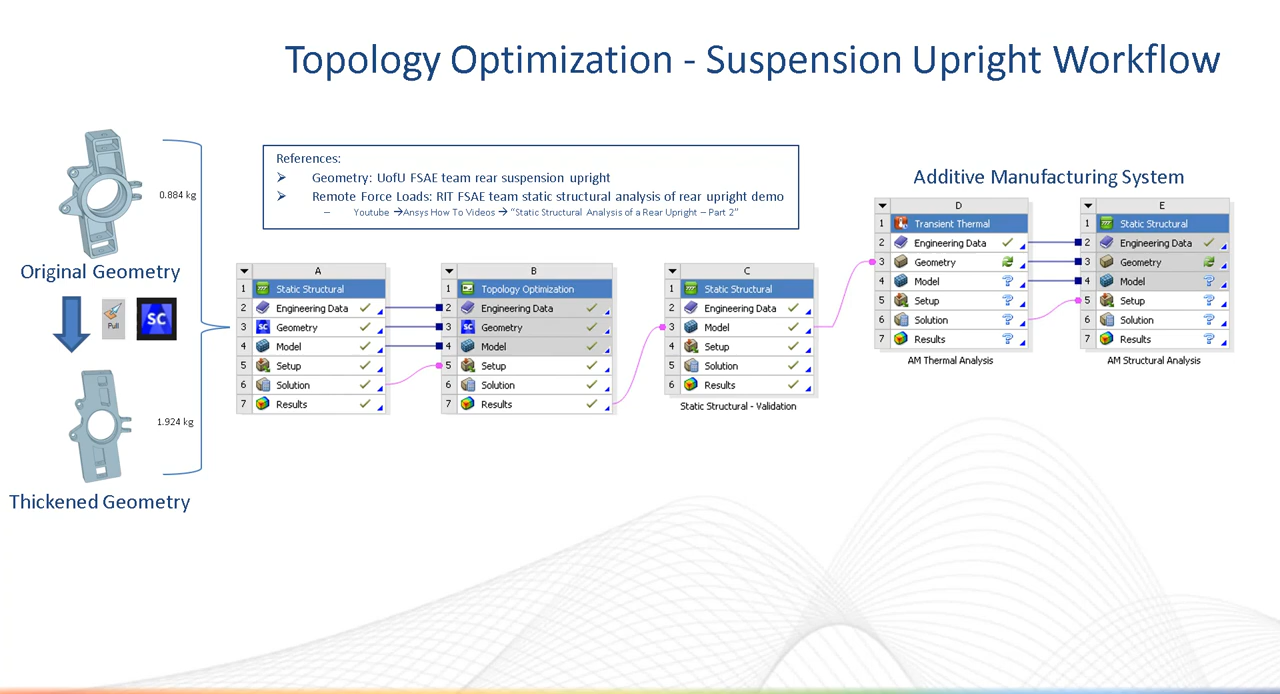 Topology Optimization - Suspension Upright Workflow
0.884 kg
Original Geometry
Pull
SC
1.924 kg
Thickened Geometry
References:
Geometry: UofU FSAE team rear suspension upright
Remote Force Loads: RIT FSAE team static structural analysis of rear upright demo
– Youtube →Ansys How To Videos → “Static Structural Analysis of a Rear Upright – Part 2”
A
1 Static Structural
2 Engineering Data
3 SC Geometry
4 Model
5 Setup
6 Solution
7 Results
B
1 Topology Optimization
2 Engineering Data
3 SC Geometry
4 Model
5 Setup
6 Solution
7 Results
C
1 Static Structural
2 Engineering Data
3 Model
4 Setup
5 Solution
6 Results
Static Structural - Validation
Additive Manufacturing System
D
1 Transient Thermal
2 Engineering Data
3 Geometry
4 Model
5 Setup
6 Solution
7 Results
AM Thermal Analysis
E
1 Static Structural
2 Engineering Data
3 Geometry
4 Model
5 Setup
6 Solution
7 Results
AM Structural Analysis